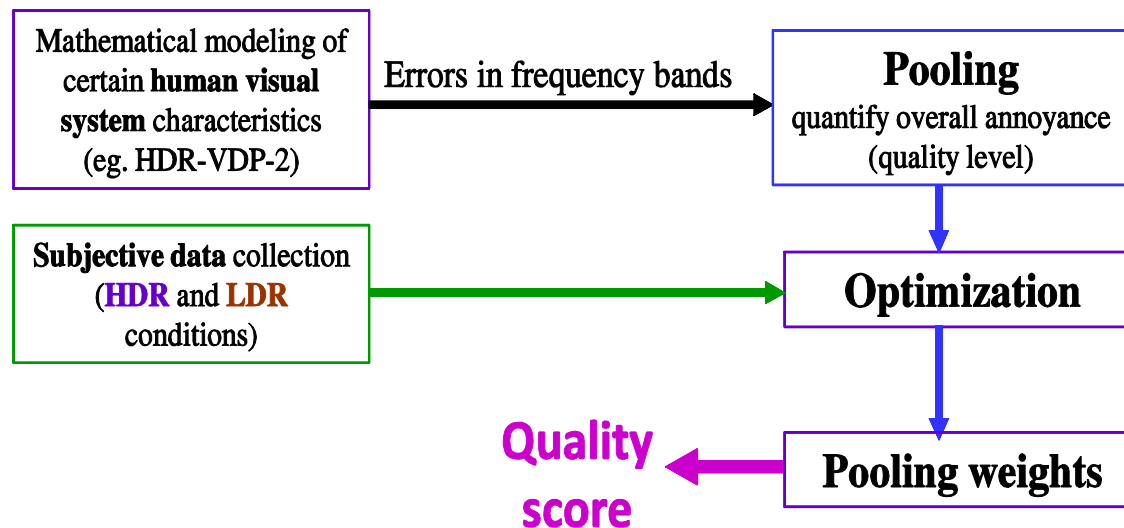 Mathematical modeling of
certain human visual
system characteristics
(eg. HDR-VDP-2)
Errors in frequency bands
Pooling
quantify overall annoyance
(quality level)
Subjective data collection
(HDR and LDR
conditions)
Optimization
Quality
score
Pooling weights